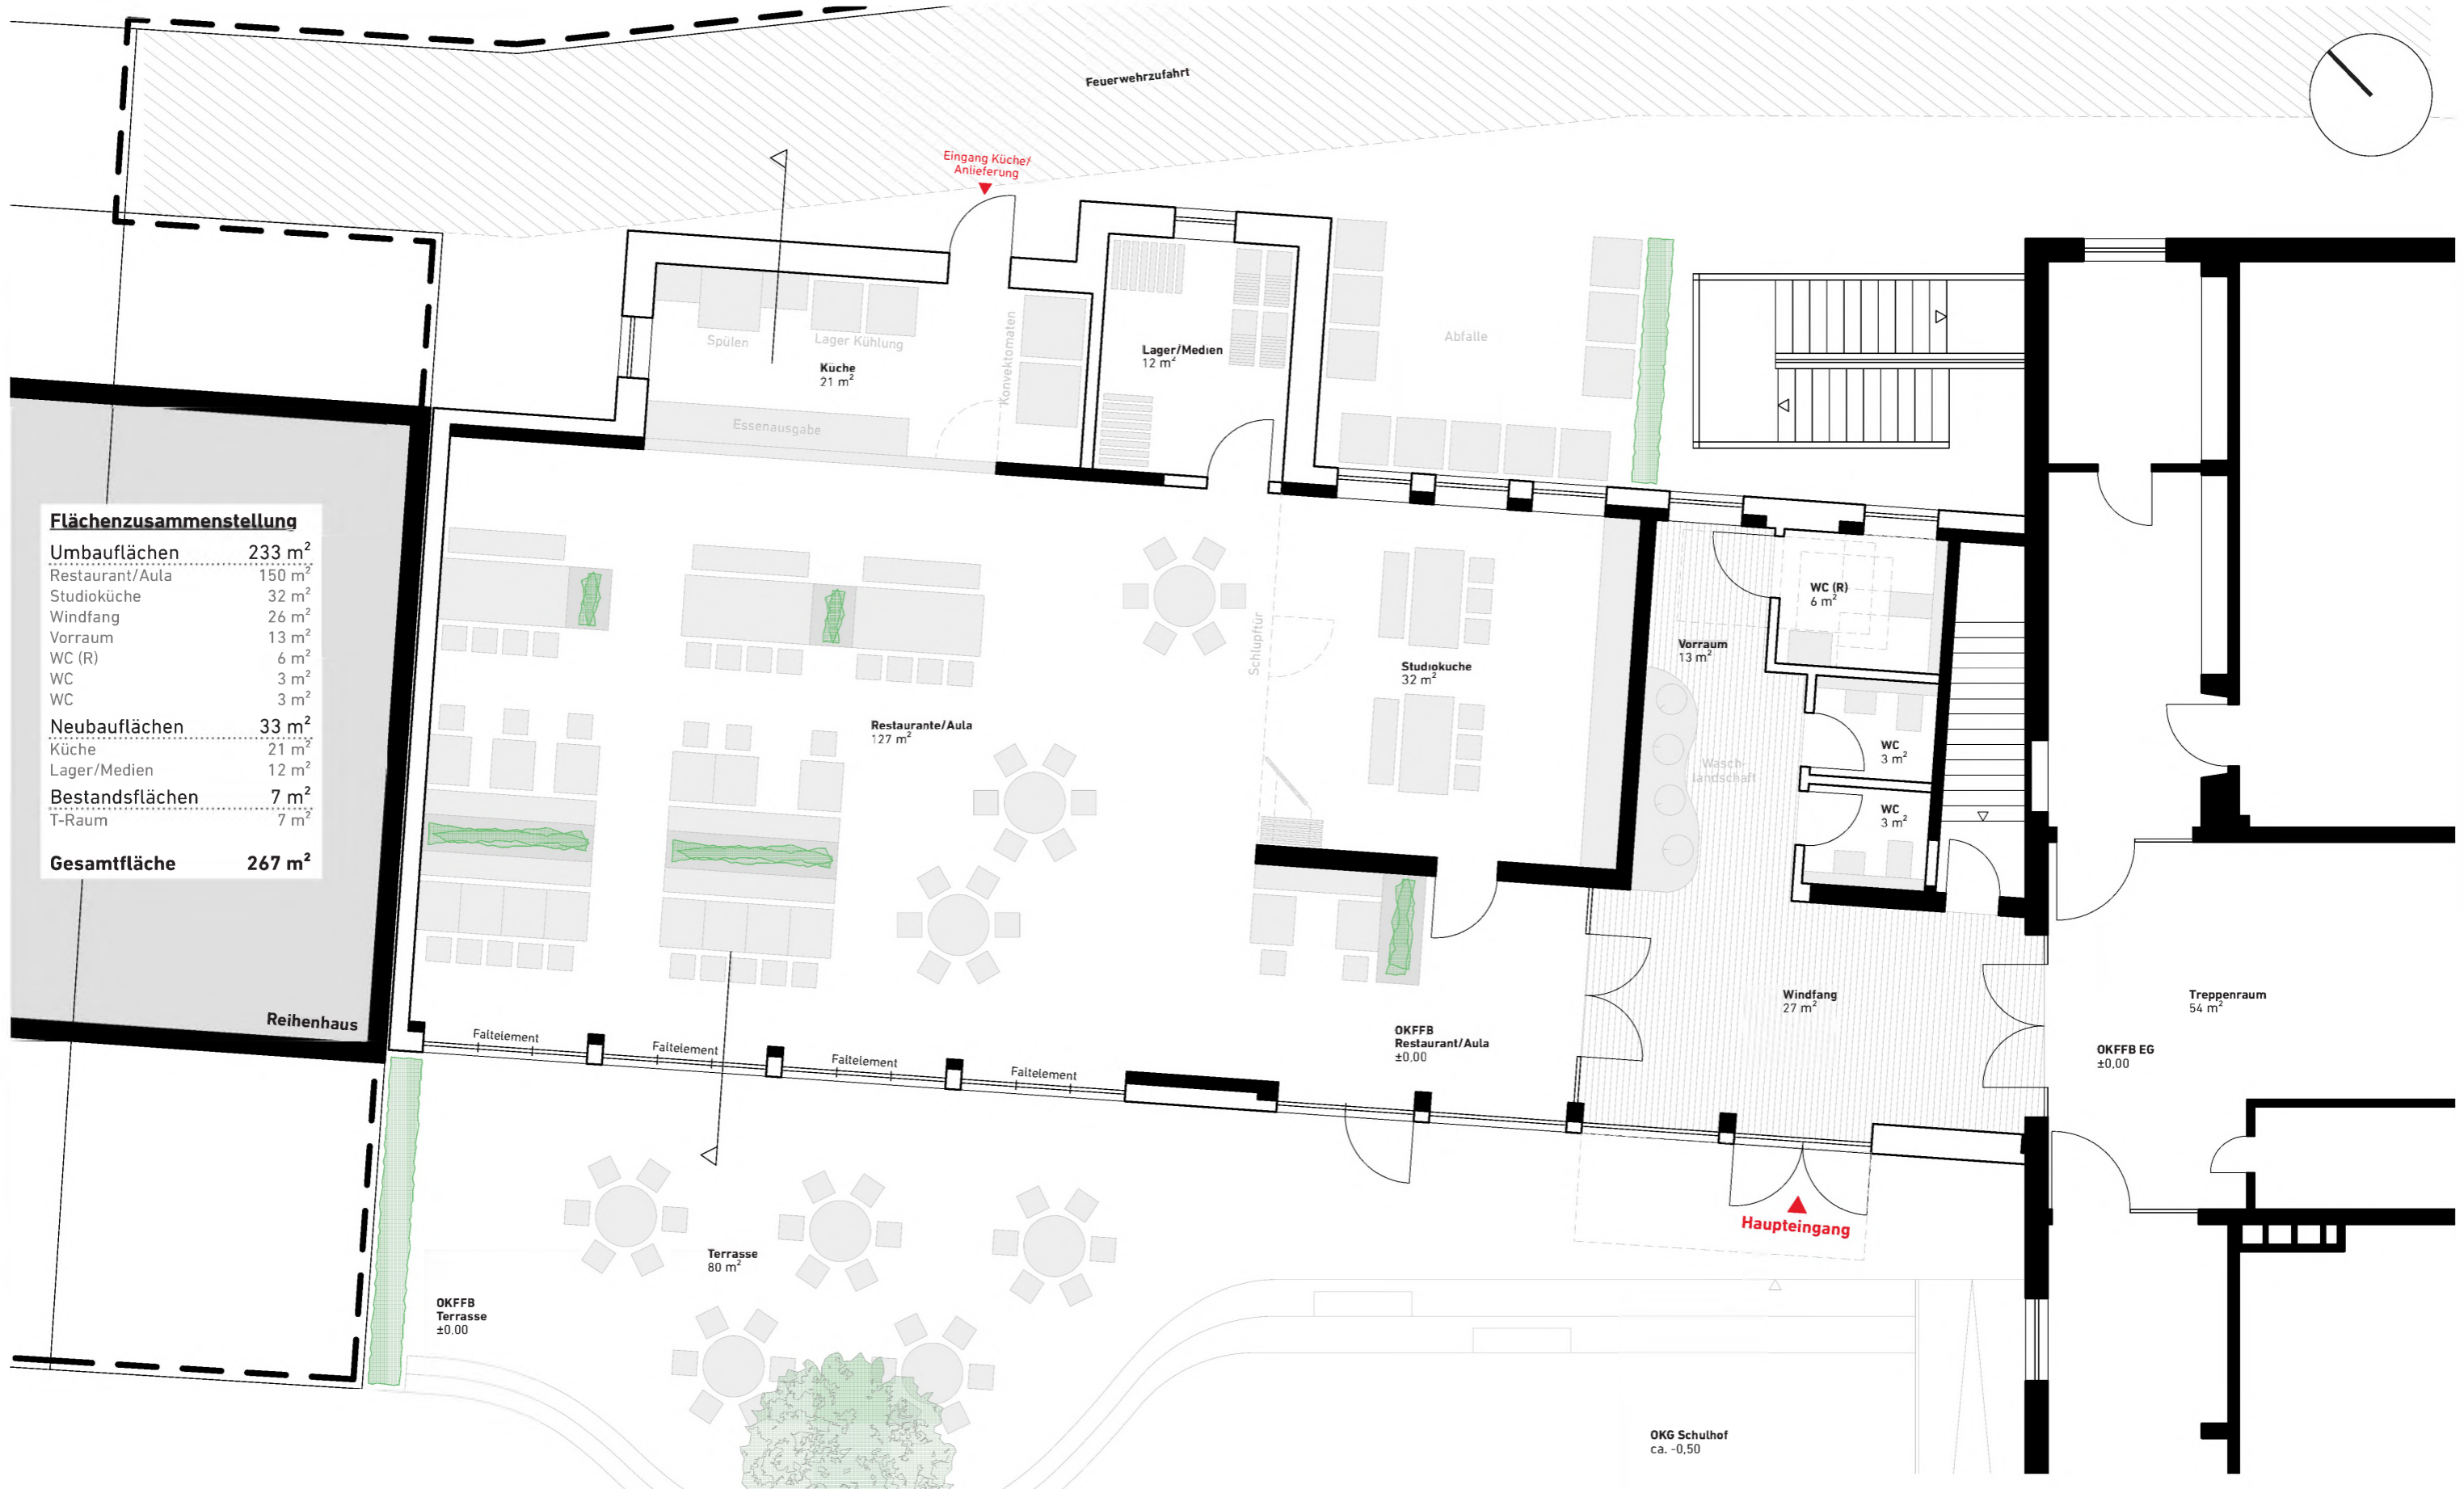 Feuerwehrzufahrt
Eingang Küche/
Anlieferung
Spülen
Lager Kühlung
Küche
21 m²
Konvektomaten
Essenausgabe
Lager/Medien
12 m²
Abfälle
Flächenzusammenstellung
Umbauflächen 233 m²
Restaurant/Aula 150 m²
Studioküche 32 m²
Windfang 26 m²
Vorraum 13 m²
WC (R) 6 m²
WC 3 m²
WC 3 m²
Neubauflächen 33 m²
Küche 21 m²
Lager/Medien 12 m²
Bestandsflächen 7 m²
T-Raum 7 m²
Gesamtfläche 267 m²
Reihenhaus
Restaurante/Aula
127 m²
Schlupftür
Studioküche
32 m²
WC (R)
6 m²
Vorraum
13 m²
Wasch-
landschaft
WC
3 m²
WC
3 m²
Windfang
27 m²
Treppenraum
54 m²
OKFFB EG
±0,00
OKFFB
Restaurant/Aula
±0,00
Faltelement
Faltelement
Faltelement
Faltelement
Haupteingang
Terrasse
80 m²
OKFFB
Terrasse
±0,00
OKG Schulhof
ca. -0,50